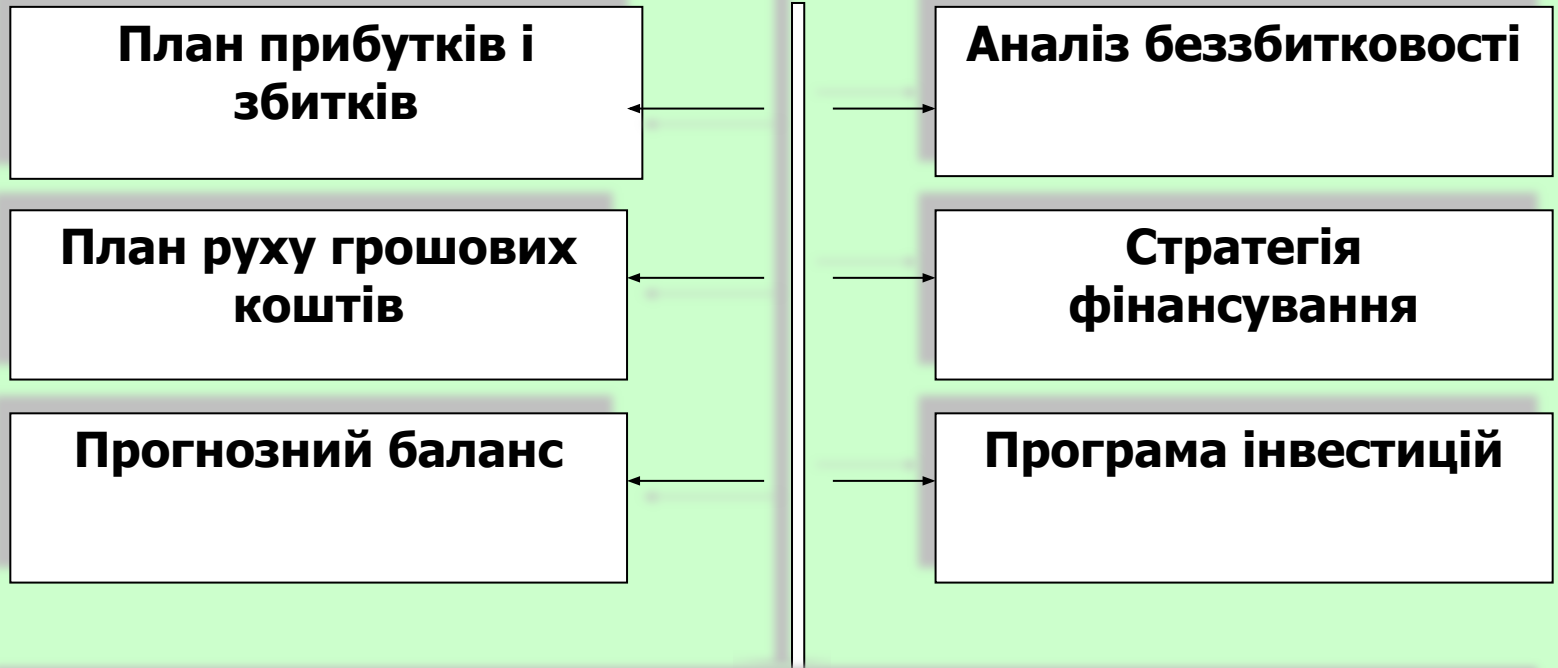 План прибутків і
збитків
Аналіз беззбитковості
План руху грошових
коштів
Стратегія
фінансування
Прогнозний баланс
Програма інвестицій